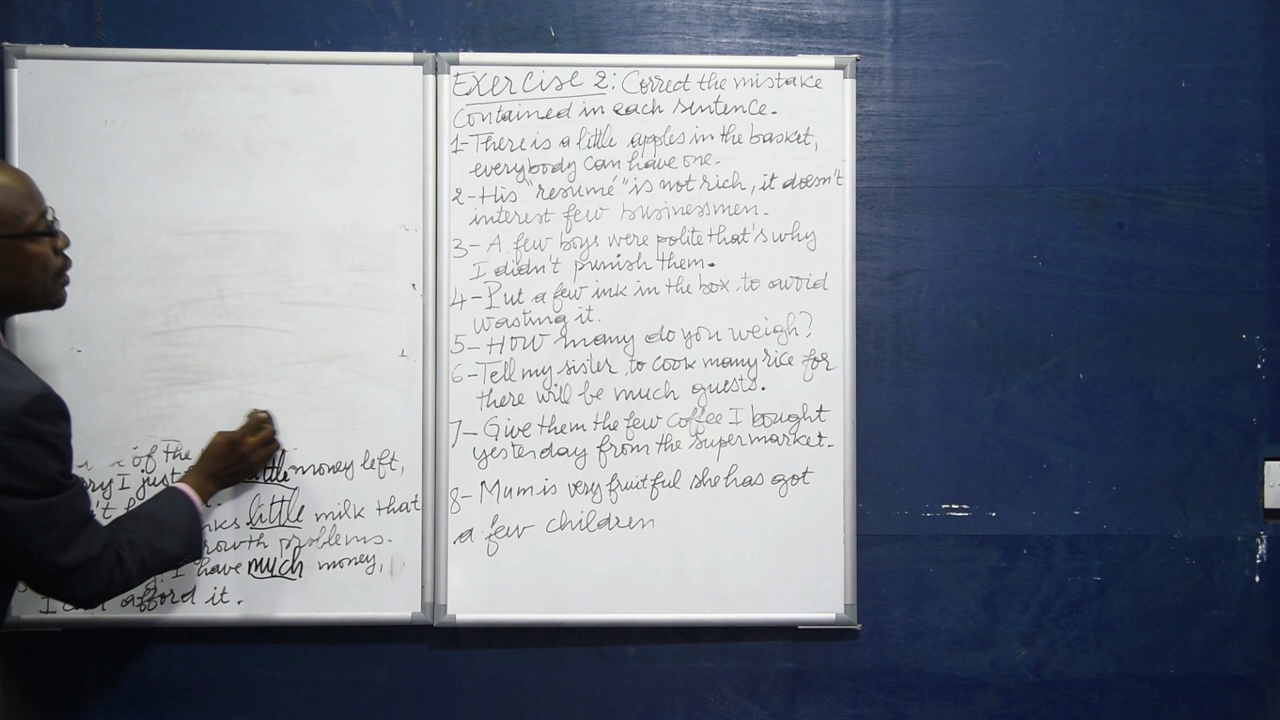 of the
I just little money left,
little milk that
growth problems.
I have much money,
I can afford it.
Exercise 2: Correct the mistake
contained in each sentence.
1- There is a little apples in the basket,
everybody can have one.
2- His "resumé" is not rich, it doesn't
interest few businessmen.
3- A few boys were polite that's why
I didn't punish them.
4- Put a few ink in the box, to avoid
wasting it.
5- How many do you weigh?
6- Tell my sister to cook many rice for
there will be much guests.
7- Give them the few coffee I bought
yesterday from the supermarket.
8- Mum is very fruitful she has got
a few children